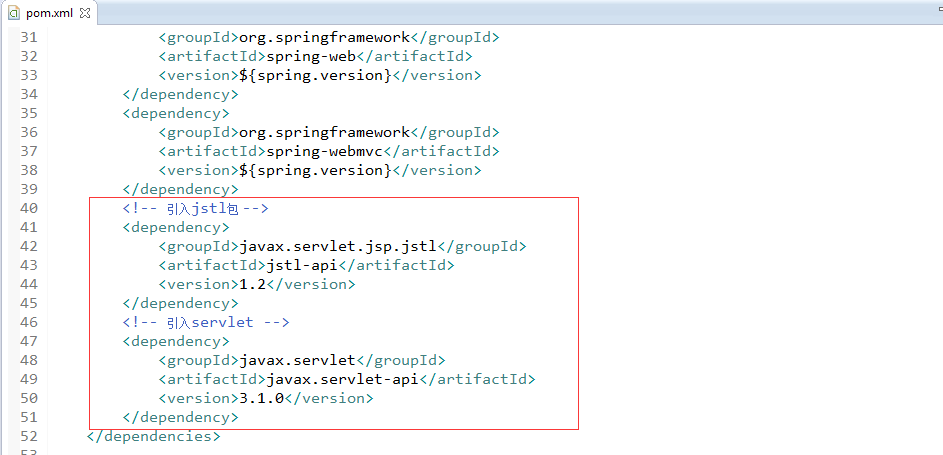 pom.xml
31 <groupId>org.springframework</groupId>
32 <artifactId>spring-web</artifactId>
33 <version>${spring.version}</version>
34 </dependency>
35 <dependency>
36 <groupId>org.springframework</groupId>
37 <artifactId>spring-webmvc</artifactId>
38 <version>${spring.version}</version>
39 </dependency>
40 <!-- 引入jstl包-->
41 <dependency>
42 <groupId>javax.servlet.jsp.jstl</groupId>
43 <artifactId>jstl-api</artifactId>
44 <version>1.2</version>
45 </dependency>
46 <!-- 引入servlet -->
47 <dependency>
48 <groupId>javax.servlet</groupId>
49 <artifactId>javax.servlet-api</artifactId>
50 <version>3.1.0</version>
51 </dependency>
52 </dependencies>
53